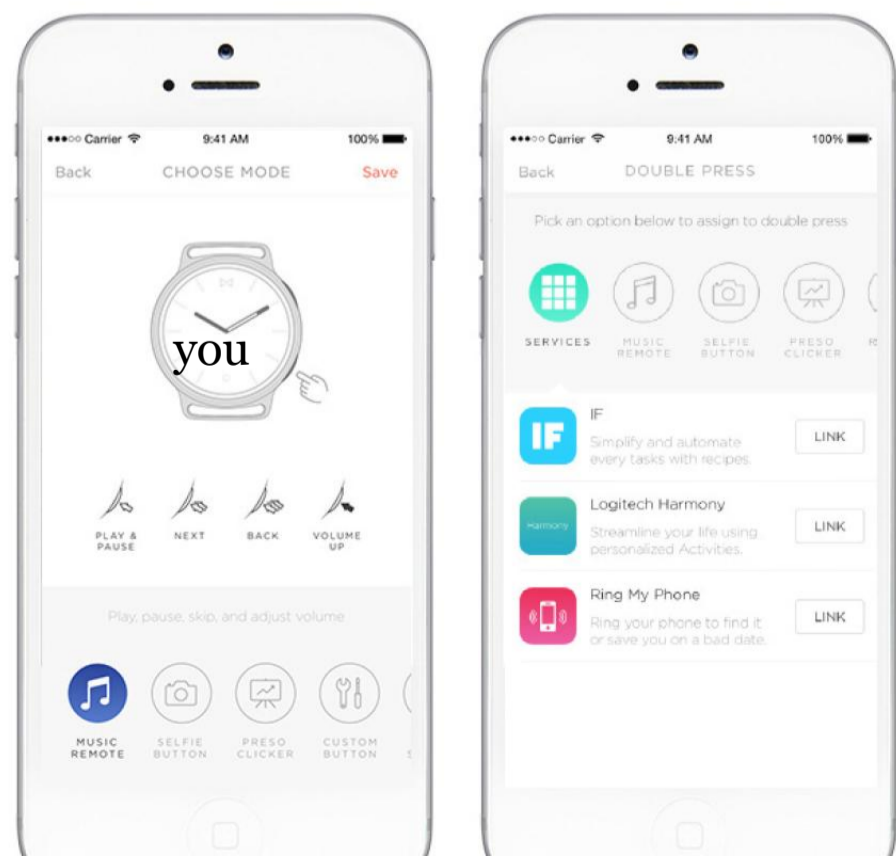 Carrier 9:41 AM 100%
Back CHOOSE MODE Save
you
PLAY &
PAUSE
NEXT
BACK
VOLUME
UP
Play, pause, skip, and adjust volume
MUSIC
REMOTE
SELFIE
BUTTON
PRESO
CLICKER
CUSTOM
BUTTON
Carrier 9:41 AM 100%
Back DOUBLE PRESS
Pick an option below to assign to double press
SERVICES
MUSIC
REMOTE
SELFIE
BUTTON
PRESO
CLICKER
IF
IF
Simplify and automate
every tasks with recipes.
LINK
Harmony
Logitech Harmony
Streamline your life using
personalized Activities.
LINK
Ring My Phone
Ring your phone to find it
or save you on a bad date.
LINK